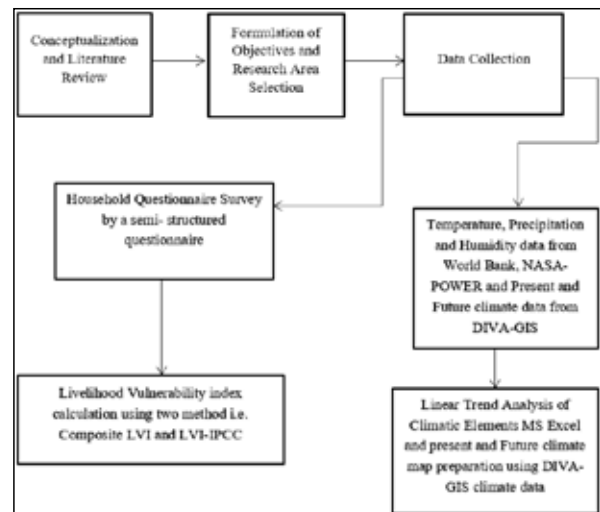 Conceptualization
and Literature
Review
Formulation of
Objectives and
Research Area
Selection
Data Collection
Household Questionnaire Survey
by a semi- structured
questionnaire
Temperature, Precipitation
and Humidity data from
World Bank, NASA-
POWER and Present and
Future climate data from
DIVA-GIS
Livelihood Vulnerability index
calculation using two method i.e.
Composite LVI and LVI-IPCC
Linear Trend Analysis of
Climatic Elements MS Excel
and present and Future climate
map preparation using DIVA-
GIS climate data